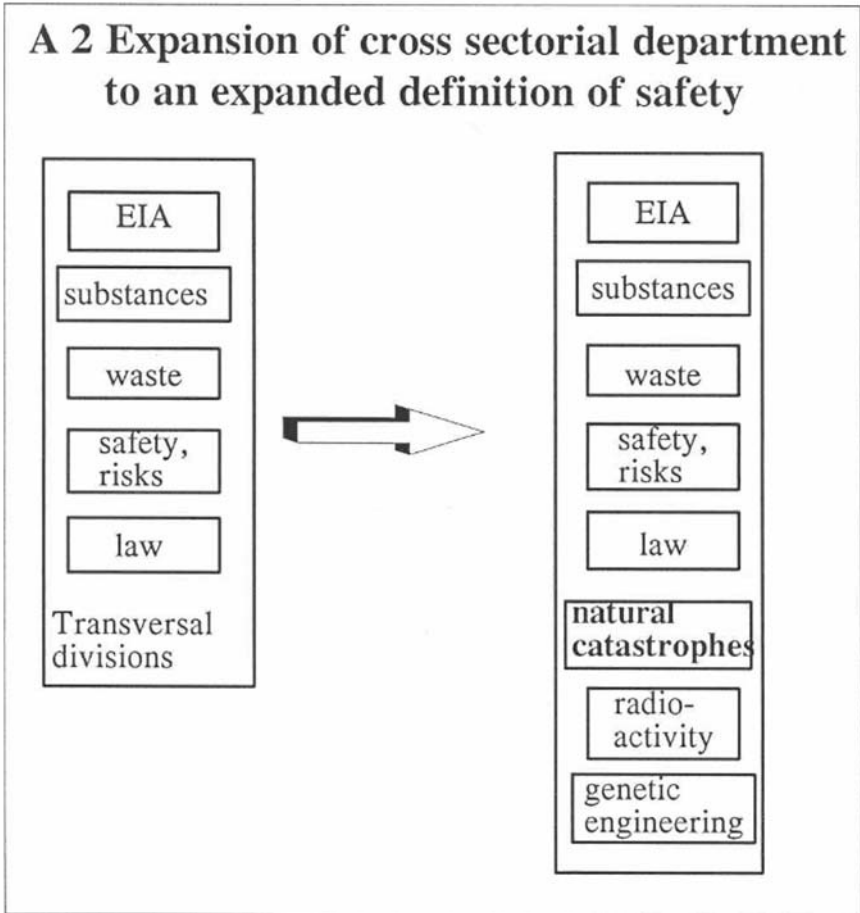 A 2 Expansion of cross sectorial department
to an expanded definition of safety
EIA
substances
waste
safety,
risks
law
Transversal
divisions
EIA
substances
waste
safety,
risks
law
natural
catastrophes
radio-
activity
genetic
engineering